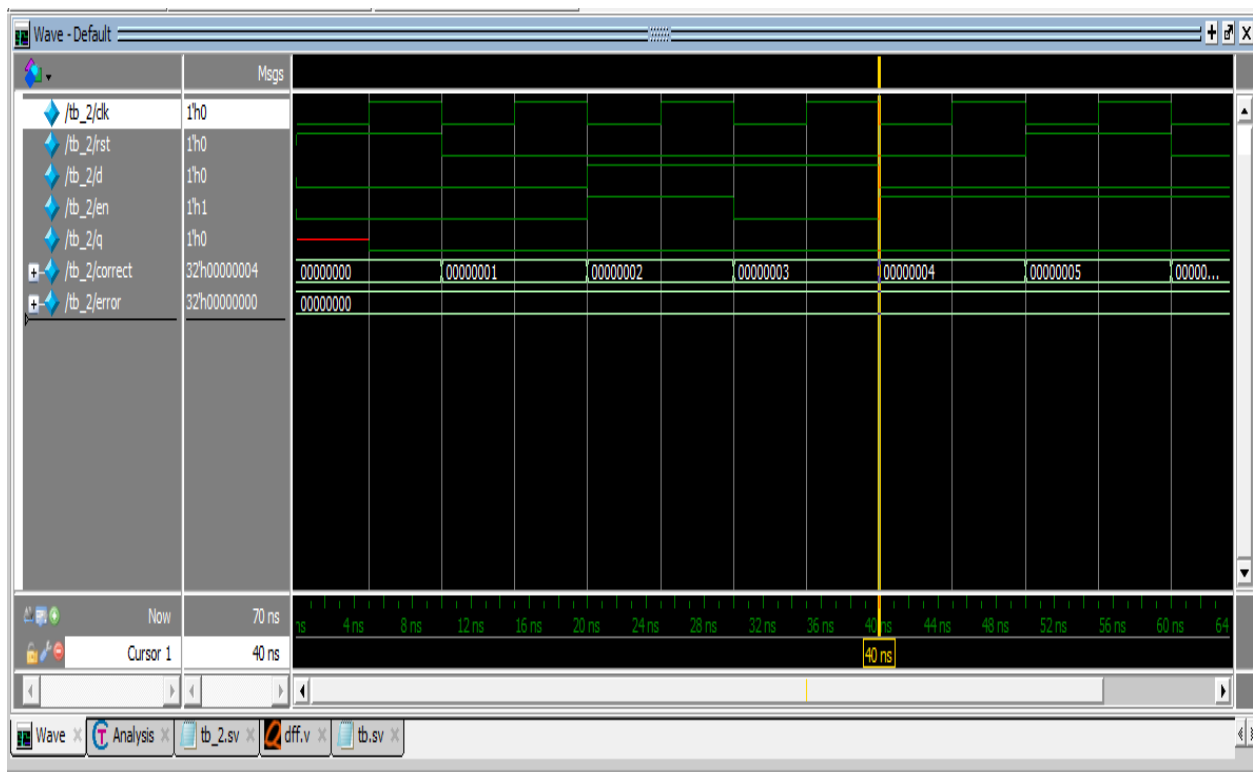 Wave - Default
Msgs
/tb_2/clk 1'h0
/tb_2/rst 1'h0
/tb_2/d 1'h0
/tb_2/en 1'h1
/tb_2/q 1'h0
/tb_2/correct 32'h00000004 00000000 00000001 00000002 00000003 00000004 00000005 00000...
/tb_2/error 32'h00000000 00000000
Now 70 ns ns 4 ns 8 ns 12 ns 16 ns 20 ns 24 ns 28 ns 32 ns 36 ns 40 ns 44 ns 48 ns 52 ns 56 ns 60 ns 64
Cursor 1 40 ns 40 ns
Wave Analysis tb_2.sv dff.v tb.sv